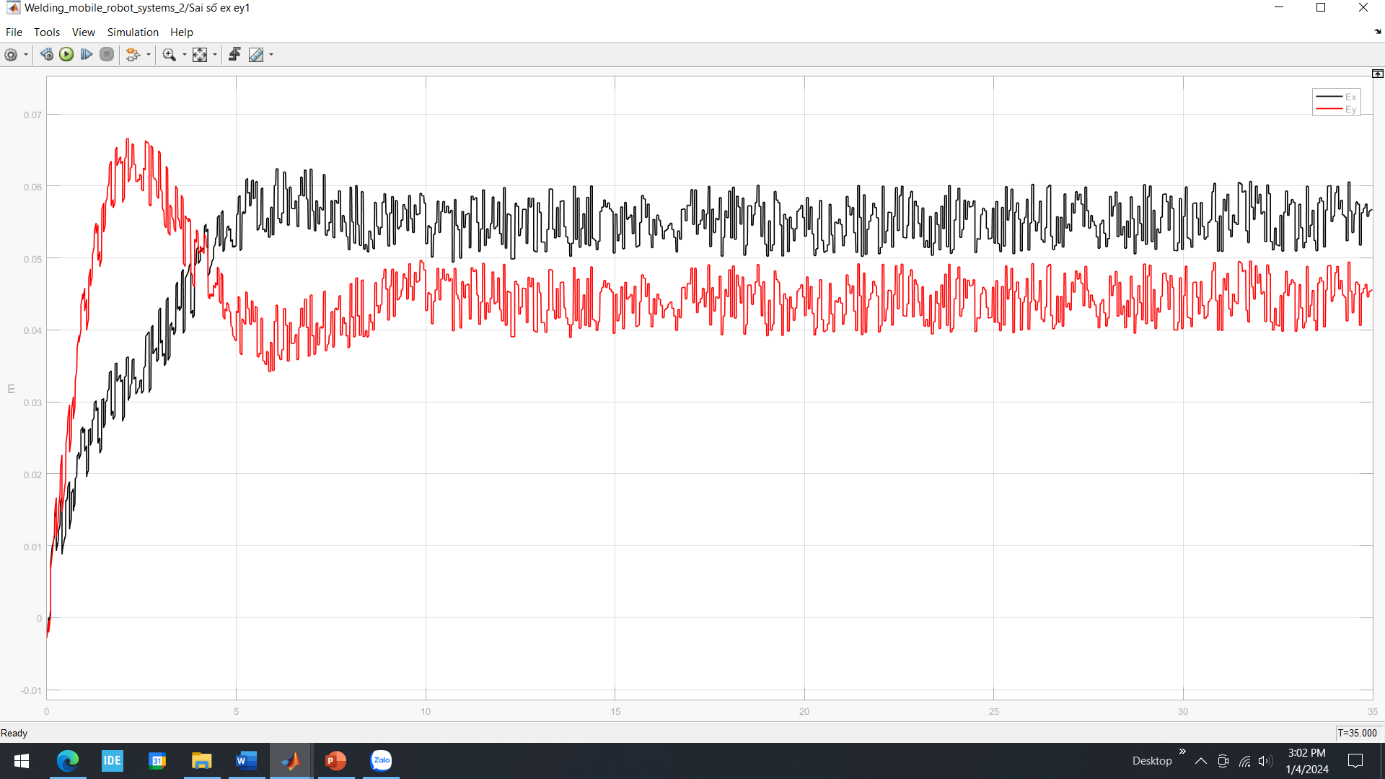 Welding_mobile_robot_systems_2/Sai số ex ey1
File Tools View Simulation Help
Ex
Ey
0.07
0.06
0.05
0.04
0.03
0.02
0.01
0
-0.01
m
0 5 10 15 20 25 30 35
Ready
T=35.000
IDE
31
W
P
Zalo
Desktop
3:02 PM
1/4/2024